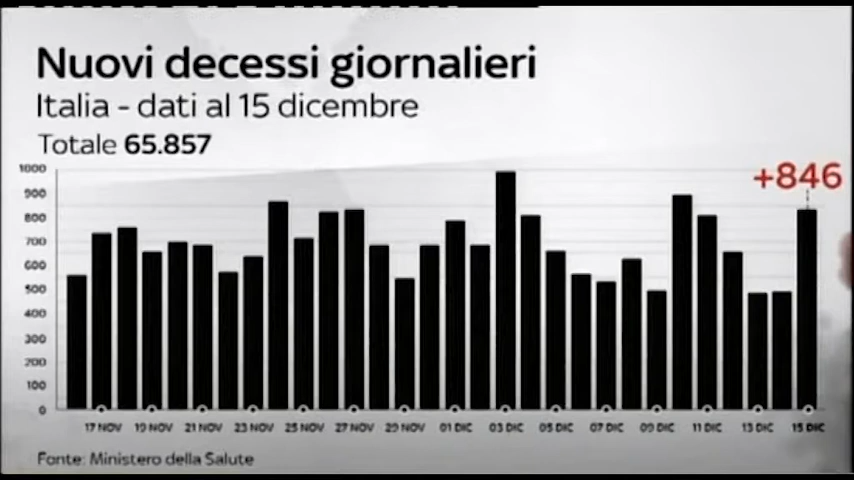 Nuovi decessi giornalieri
Italia - dati al 15 dicembre
Totale 65.857
+846
1000
900
800
700
600
500
400
300
200
100
0
17 NOV 19 NOV 21 NOV 23 NOV 25 NOV 27 NOV 29 NOV 01 DIC 03 DIC 05 DIC 07 DIC 09 DIC 11 DIC 13 DIC 15 DIC
Fonte: Ministero della Salute